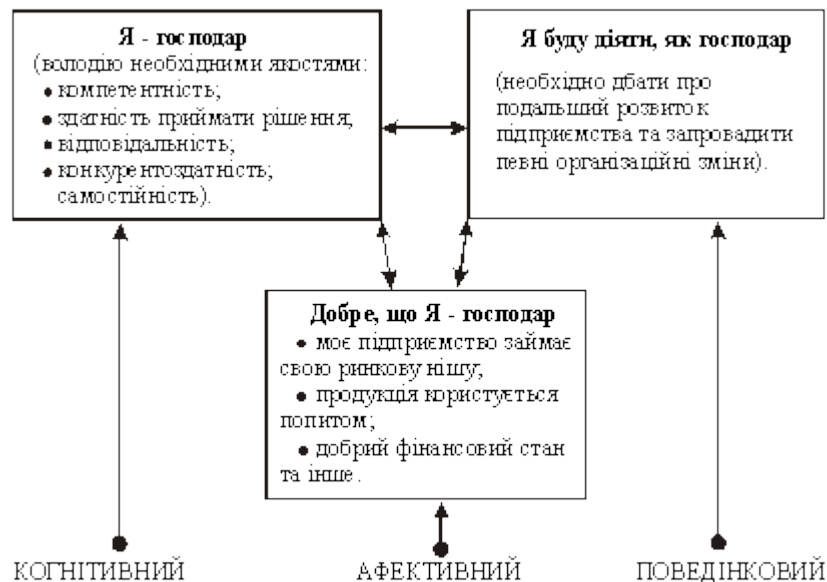 Я - господар
(володію необхідними якостями:
• компетентність;
• здатність приймати рішення;
• відповідальність;
• конкурентоздатність;
самостійність).
Я буду діяти, як господар
(необхідно дбати про
подальший розвиток
підприємства та запровадити
певні організаційні зміни).
Добре, що Я - господар
• моє підприємство займає
свою ринкову нішу;
• продукція користується
попитом;
• добрий фінансовий стан
та інше.
КОГНІТИВНИЙ
АФЕКТИВНИЙ
ПОВЕДІНКОВИЙ